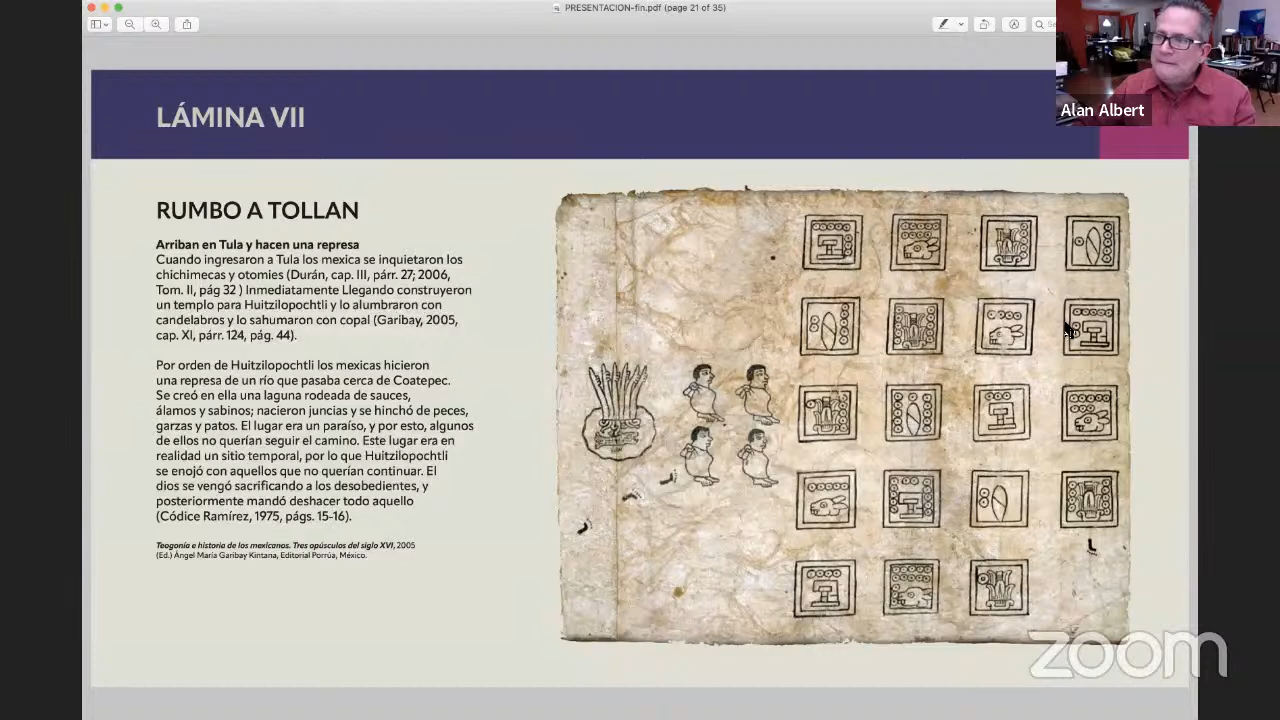 PRESENTACION-fin.pdf (page 21 of 35)
Alan Albert
LÁMINA VII
RUMBO A TOLLAN
Arriban en Tula y hacen una represa
Cuando ingresaron a Tula los mexica se inquietaron los
chichimecas y otomies (Durán, cap. III, párr. 27; 2006,
Tom. II, pág 32 ) Inmediatamente Llegando construyeron
un templo para Huitzilopochtli y lo alumbraron con
candelabros y lo sahumaron con copal (Garibay, 2005,
cap. XI, párr. 124, pág. 44).
Por orden de Huitzilopochtli los mexicas hicieron
una represa de un río que pasaba cerca de Coatepec.
Se creó en ella una laguna rodeada de sauces,
álamos y sabinos; nacieron juncias y se hinchó de peces,
garzas y patos. El lugar era un paraíso, y por esto, algunos
de ellos no querían seguir el camino. Este lugar era en
realidad un sitio temporal, por lo que Huitzilopochtli
se enojó con aquellos que no querían continuar. El
dios se vengó sacrificando a los desobedientes, y
posteriormente mandó deshacer todo aquello
(Códice Ramírez, 1975, págs. 15-16).
Teogonía e historia de los mexicanos. Tres opúsculos del siglo XVI, 2005
(Ed.) Ángel María Garibay Kintana, Editorial Porrúa, México.
zoom